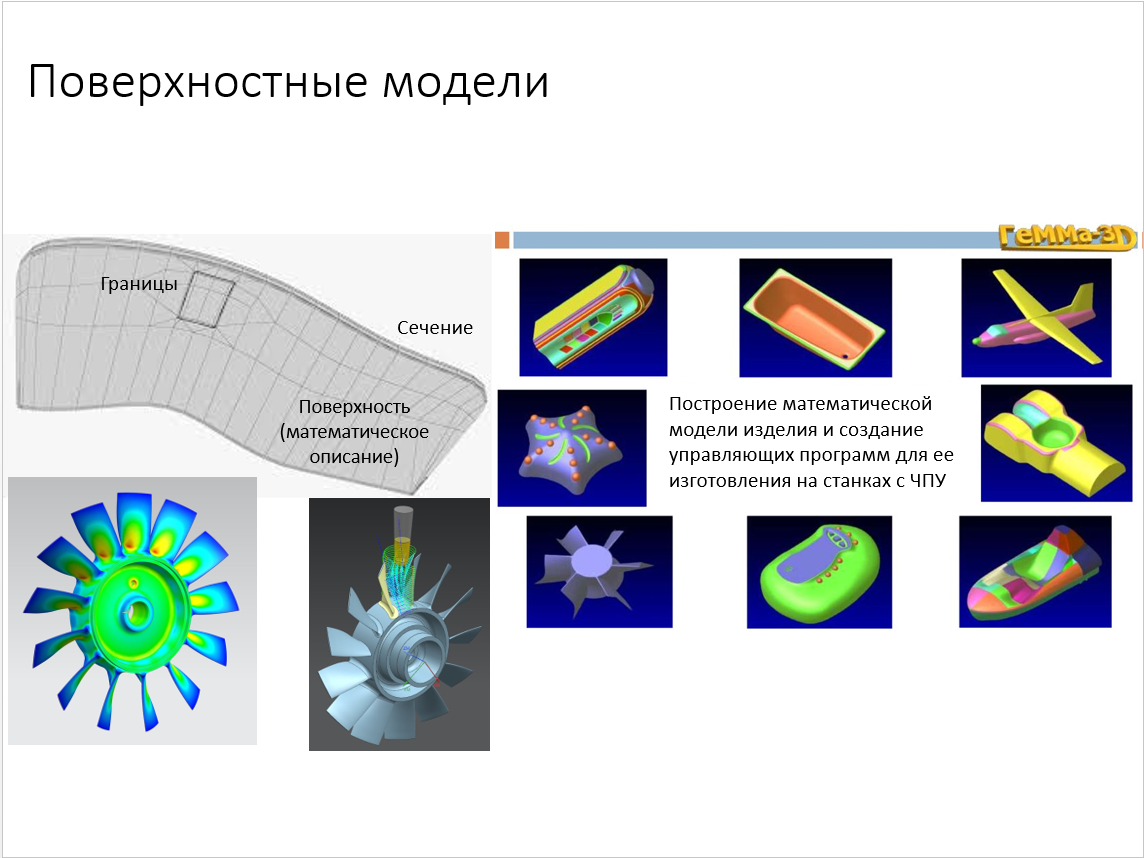 Поверхностные модели
Границы
Сечение
Поверхность
(математическое
описание)
ГеММа-3D
Построение математической
модели изделия и создание
управляющих программ для ее
изготовления на станках с ЧПУ